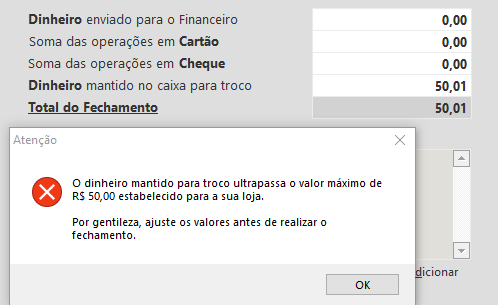 Dinheiro enviado para o Financeiro 0,00
Soma das operações em Cartão 0,00
Soma das operações em Cheque 0,00
Dinheiro mantido no caixa para troco 50,01
Total do Fechamento 50,01
Atenção
O dinheiro mantido para troco ultrapassa o valor máximo de
R$ 50,00 estabelecido para a sua loja.
Por gentileza, ajuste os valores antes de realizar o
fechamento.
dicionar
OK